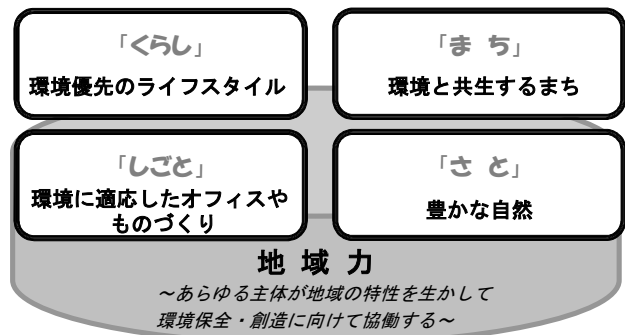 「くらし」
環境優先のライフスタイル
「ま ち」
環境と共生するまち
「しごと」
環境に適応したオフィスや
ものづくり
「さ と」
豊かな自然
地 域 力
～あらゆる主体が地域の特性を生かして
環境保全・創造に向けて協働する～